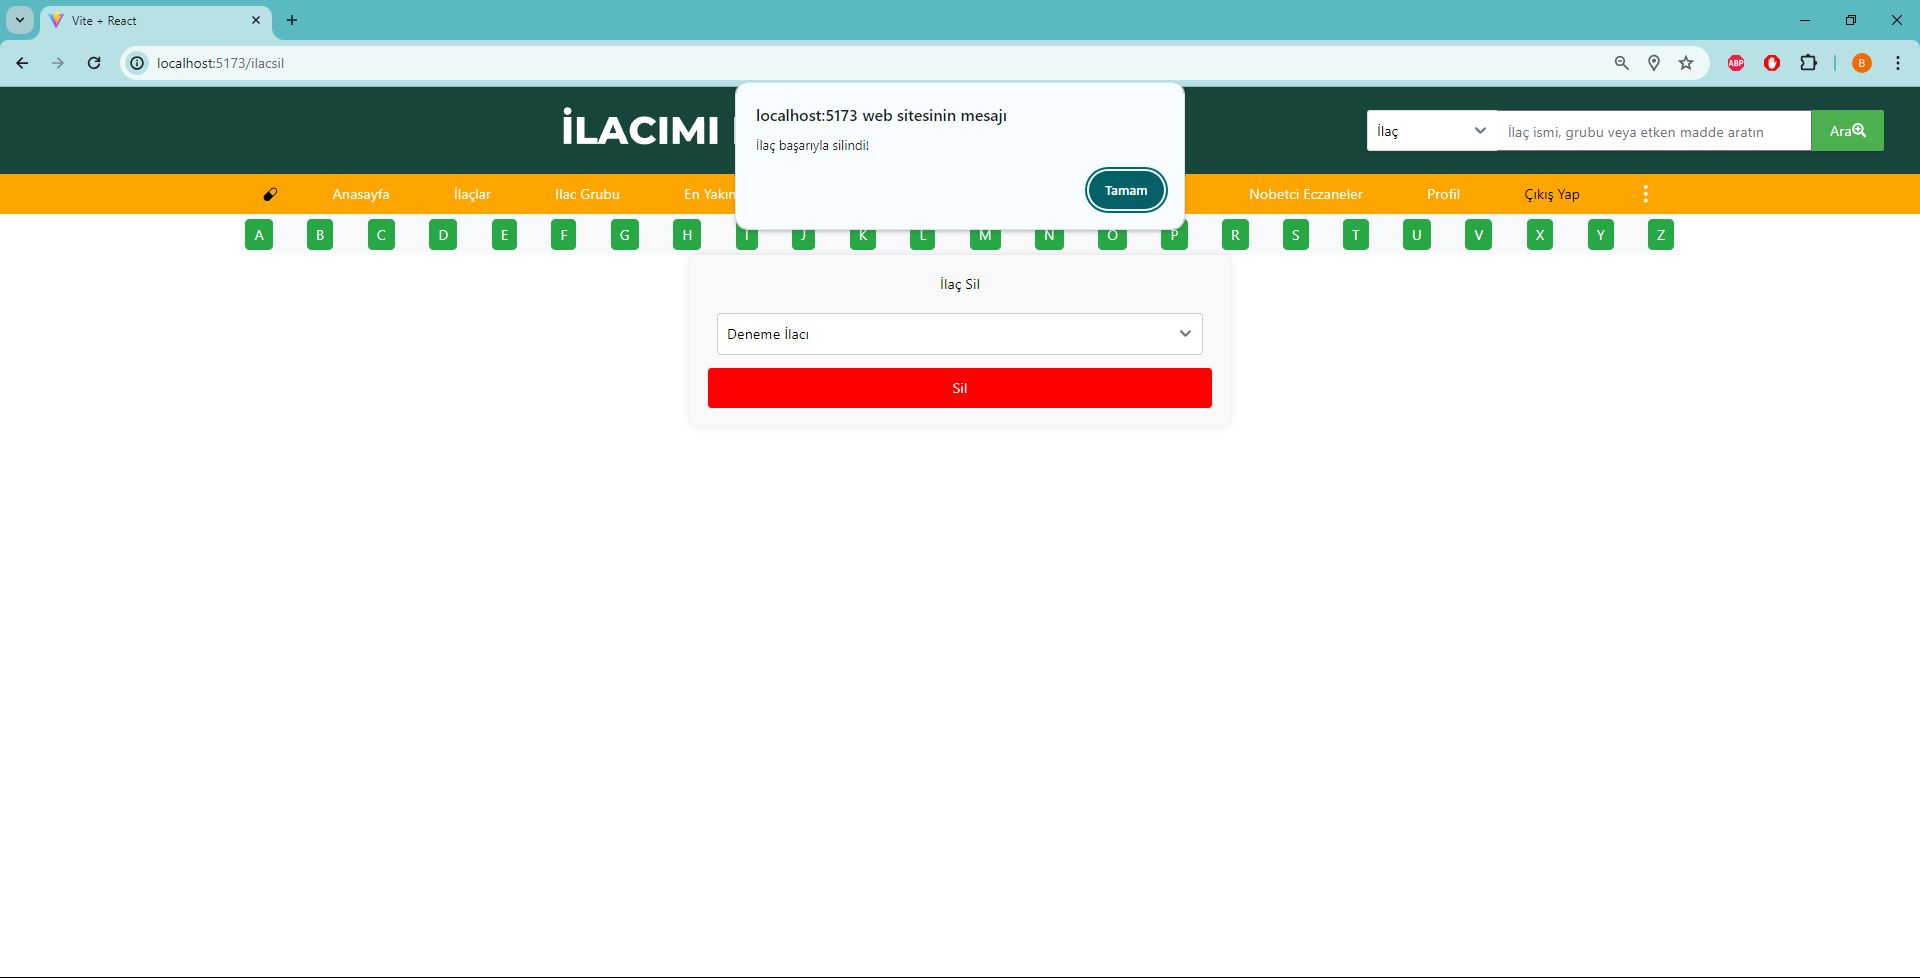 Vite + React
localhost:5173/ilacsil
ABP
B
localhost:5173 web sitesinin mesajı
İlaç başarıyla silindi!
Tamam
İLACIMI
İlaç
İlaç ismi, grubu veya etken madde aratın
Ara
Anasayfa
İlaçlar
Ilac Grubu
En Yakın
Nobetci Eczaneler
Profil
Çıkış Yap
A B C D E F G H I J K L M N O P R S T U V X Y Z
İlaç Sil
Deneme İlacı
Sil